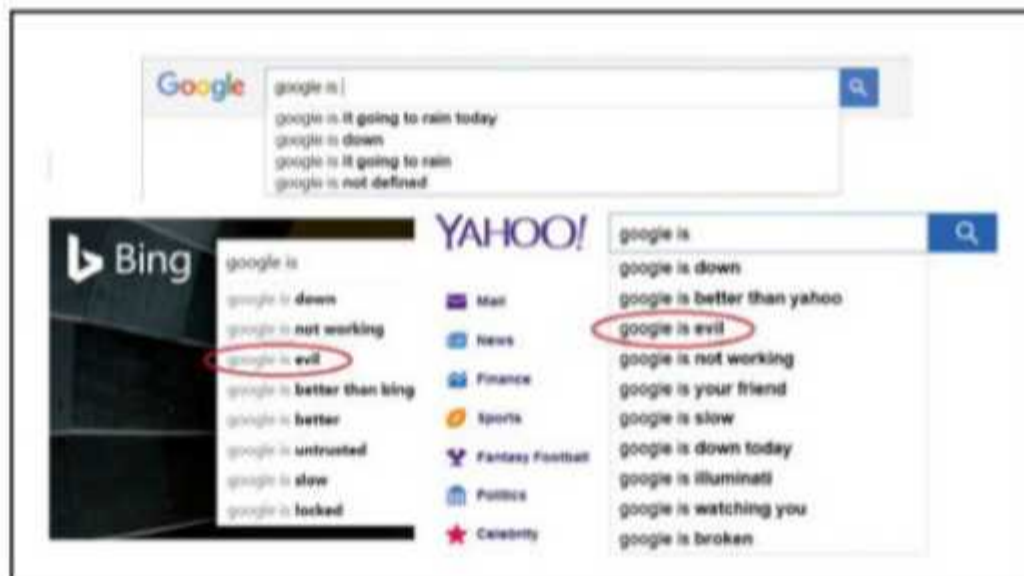 Google
google is
google is it going to rain today
google is down
google is it going to rain
google is not defined
Bing
google is
google is down
google is not working
google is evil
google is better than bing
google is better
google is untrusted
google is slow
google is locked
YAHOO!
Mail
News
Finance
Sports
Fantasy Football
Politics
Celebrity
google is
google is down
google is better than yahoo
google is evil
google is not working
google is your friend
google is slow
google is down today
google is illuminati
google is watching you
google is broken